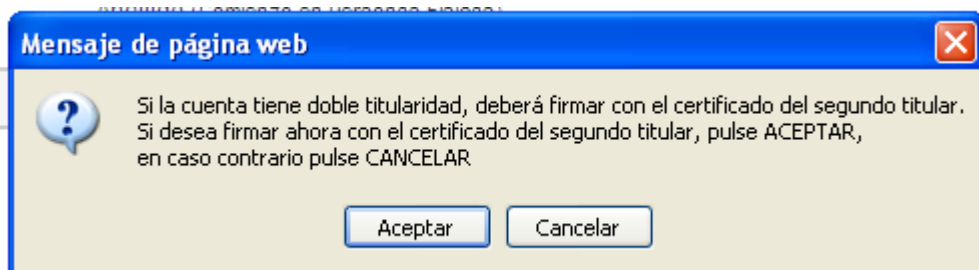 Mensaje de página web
Si la cuenta tiene doble titularidad, deberá firmar con el certificado del segundo titular.
Si desea firmar ahora con el certificado del segundo titular, pulse ACEPTAR,
en caso contrario pulse CANCELAR
Aceptar
Cancelar